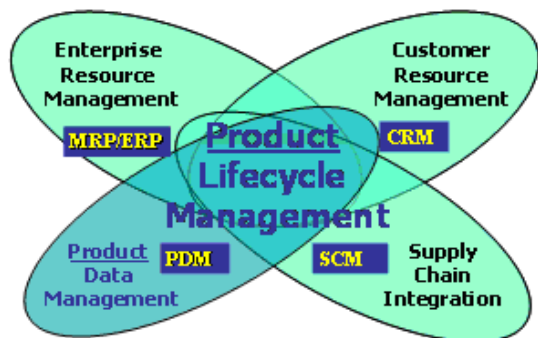 Enterprise
Resource
Management
MRP/ERP
Customer
Resource
Management
CRM
Product
Lifecycle
Management
Product
Data
Management
PDM
SCM
Supply
Chain
Integration